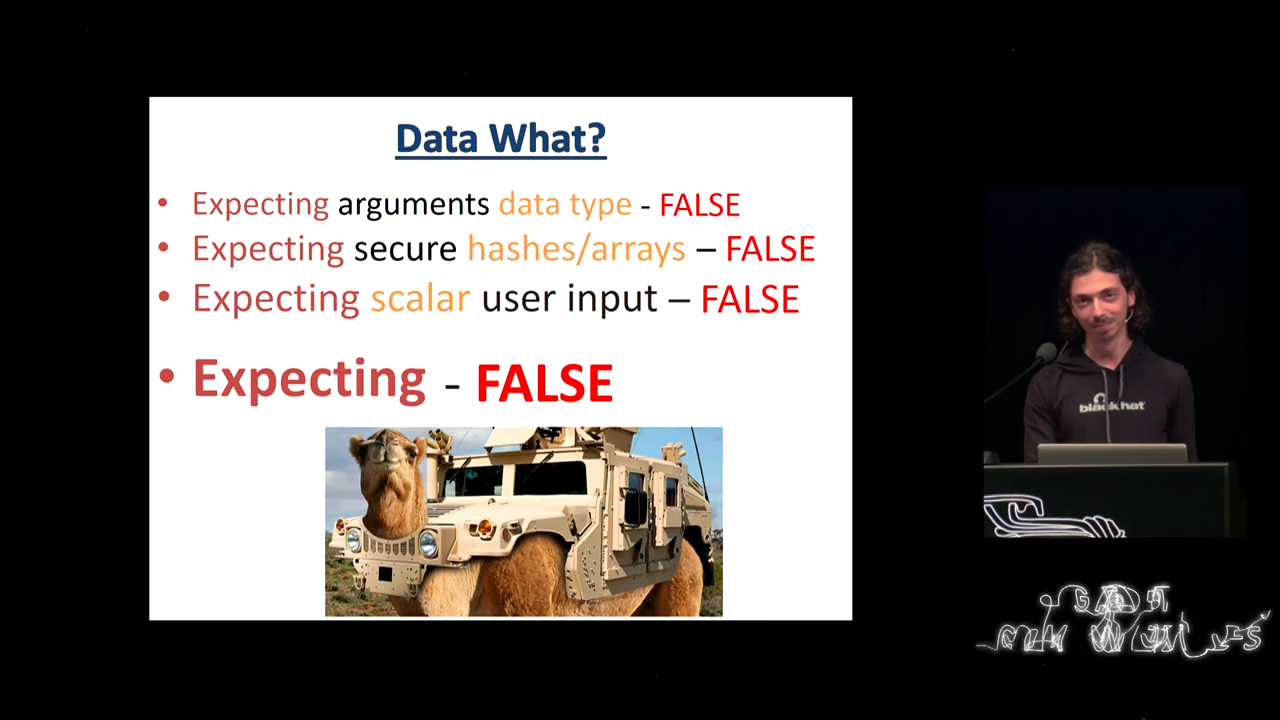 Data What?
• Expecting arguments data type - FALSE
• Expecting secure hashes/arrays – FALSE
• Expecting scalar user input – FALSE
• Expecting - FALSE
black hat